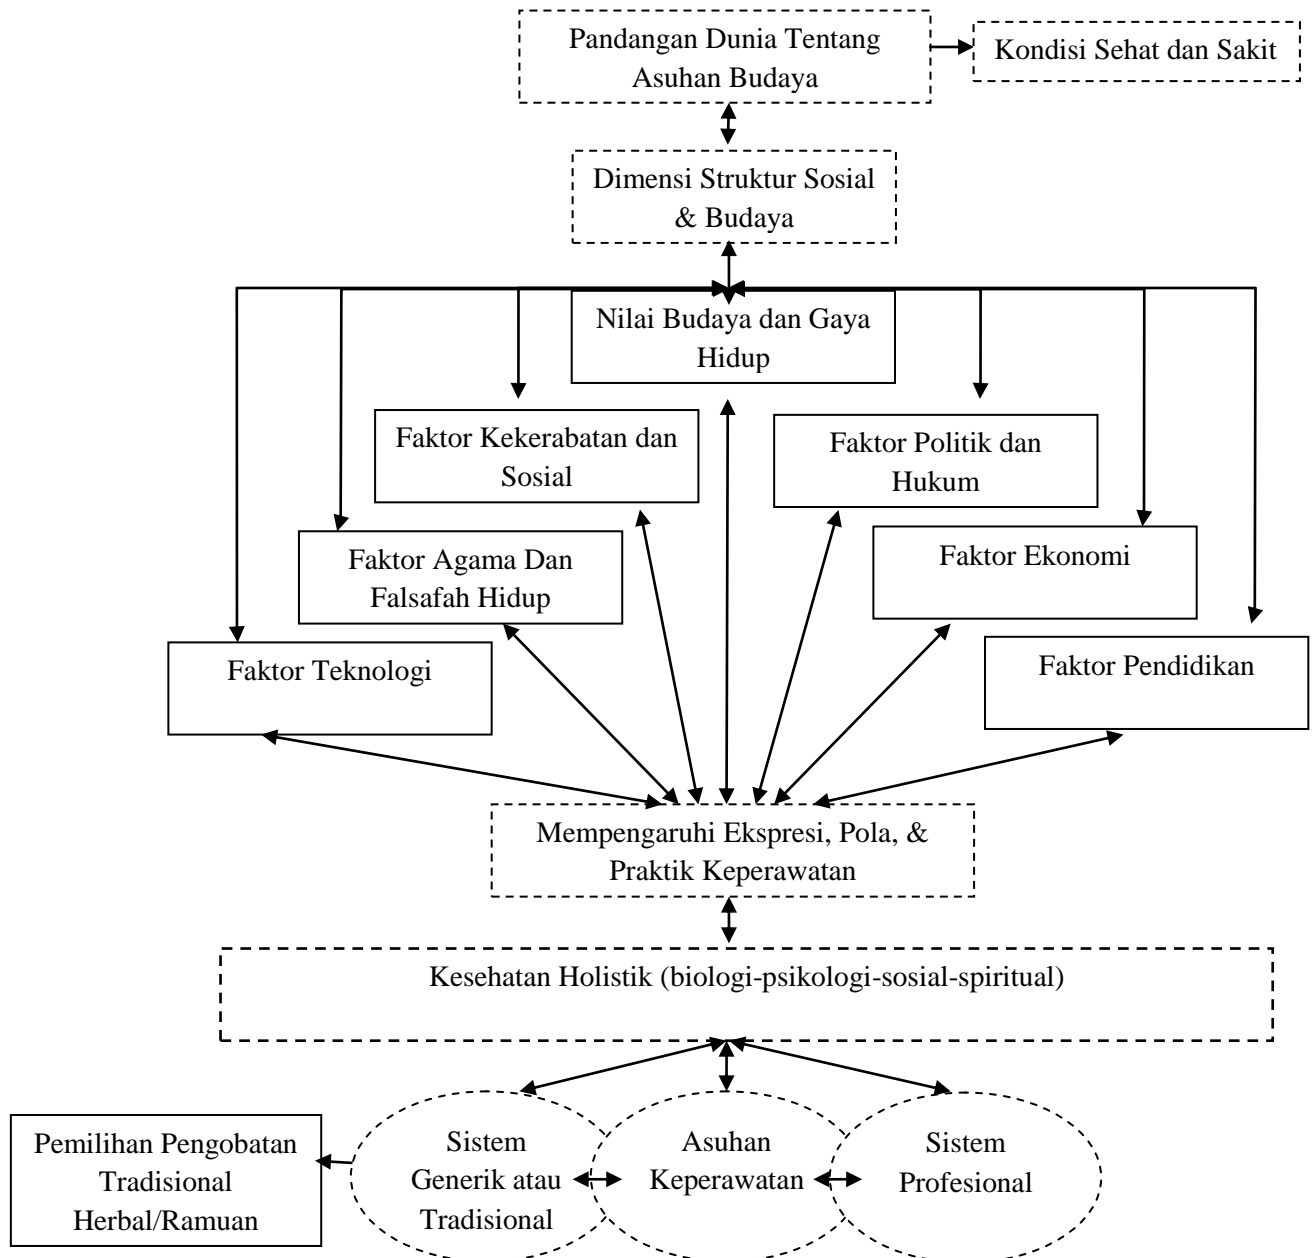 Pandangan Dunia Tentang
Asuhan Budaya
Kondisi Sehat dan Sakit
Dimensi Struktur Sosial
& Budaya
Nilai Budaya dan Gaya
Hidup
Faktor Kekerabatan dan
Sosial
Faktor Politik dan
Hukum
Faktor Agama Dan
Falsafah Hidup
Faktor Ekonomi
Faktor Teknologi
Faktor Pendidikan
Mempengaruhi Ekspresi, Pola, &
Praktik Keperawatan
Kesehatan Holistik (biologi-psikologi-sosial-spiritual)
Pemilihan Pengobatan
Tradisional
Herbal/Ramuan
Sistem
Generik atau
Tradisional
Asuhan
Keperawatan
Sistem
Profesional